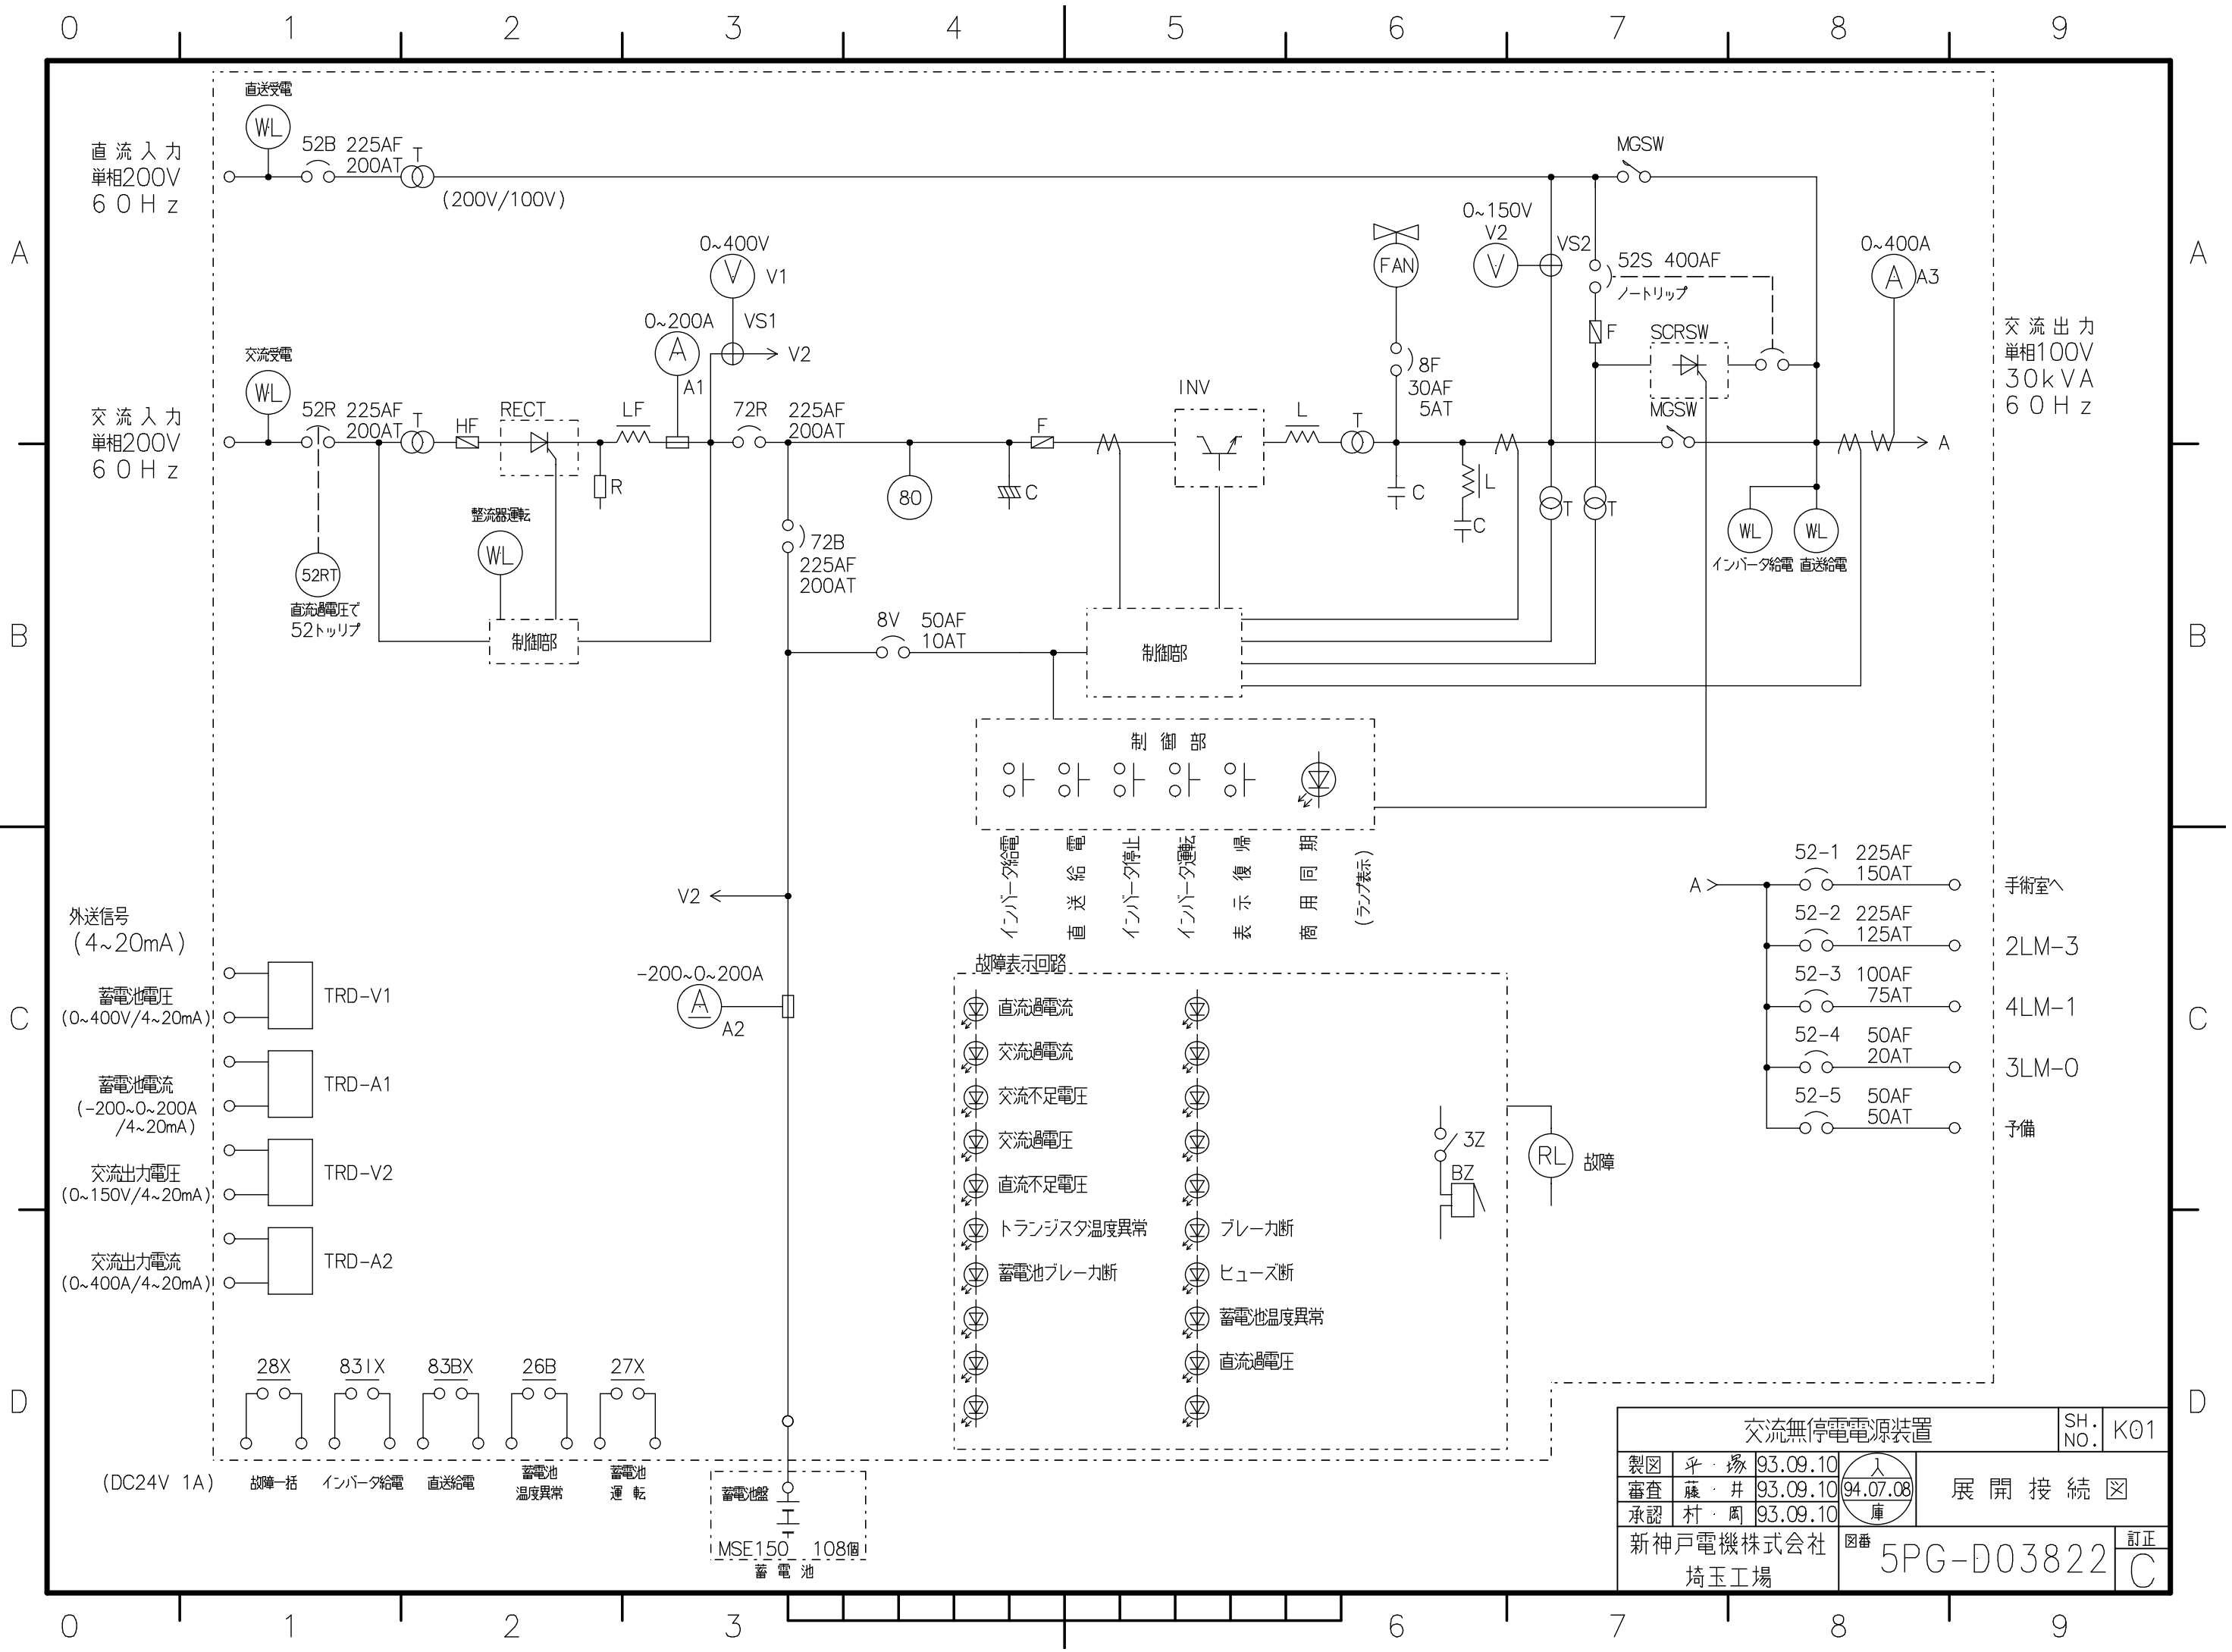 0 1 2 3 4 5 6 7 8 9
A
A
B
B
C
C
D
D
直送受電
WL
直流入力
単相200V
60Hz
52B 225AF
200AT
T
(200V/100V)
MGSW
0~400V
V
V1
VS1
V2
0~200A
A
A1
FAN
8F
30AF
5AT
0~150V
V2
V
VS2
52S 400AF
ノートリップ
F
SCRSW
MGSW
0~400A
A
A3
交流出力
単相100V
30kVA
60Hz
交流受電
WL
交流入力
単相200V
60Hz
52R 225AF
200AT
T
HF
RECT
LF
R
72R 225AF
200AT
80
C
F
INV
L
T
C
L
C
T
T
A
WL
WL
インバータ給電 直送給電
52RT
直流過電圧で
52トップリ
整流器運転
WL
制御部
72B
225AF
200AT
8V 50AF
10AT
制御部
制御部
インバータ給電
直送給電
インバータ停止
インバータ運転
表示復帰
商用同期
(ランプ表示)
V2
-200~0~200A
A
A2
外送信号
(4~20mA)
蓄電池電圧
(0~400V/4~20mA)
TRD-V1
蓄電池電流
(-200~0~200A
/4~20mA)
TRD-A1
交流出力電圧
(0~150V/4~20mA)
TRD-V2
交流出力電流
(0~400A/4~20mA)
TRD-A2
故障表示回路
直流過電流
交流過電流
交流不足電圧
交流過電圧
直流不足電圧
トランジスタ温度異常
蓄電池ブレーカ断
ブレーカ断
ヒューズ断
蓄電池温度異常
直流過電圧
3Z
BZ
RL
故障
A
52-1 225AF
150AT
手術室へ
52-2 225AF
125AT
2LM-3
52-3 100AF
75AT
4LM-1
52-4 50AF
20AT
3LM-0
52-5 50AF
50AT
予備
28X 83IX 83BX 26B 27X
(DC24V 1A)
故障一括
インバータ給電
直送給電
蓄電池
温度異常
蓄電池
運転
蓄電池盤
MSE150 108個
蓄電池
交流無停電電源装置
SH.
NO.
K01
製図 平・塚 93.09.10
審査 藤・井 93.09.10
承認 村・岡 93.09.10
入
94.07.08
庫
展開接続図
新神戸電機株式会社
埼玉工場
図番
5PG-D03822
訂正
C
0 1 2 3 6 7 8 9